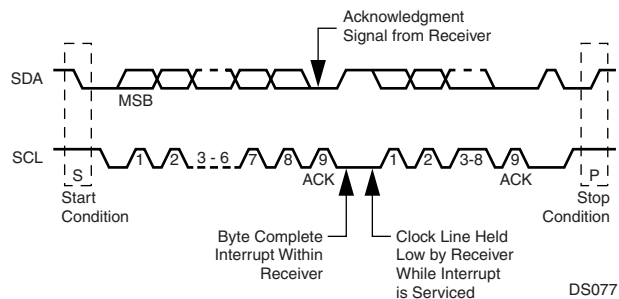 Acknowledgment
Signal from Receiver
SDA
MSB
SCL
S
1
2
3 - 6
7
8
9
1
2
3-8
9
P
ACK
ACK
Start
Condition
Stop
Condition
Byte Complete
Interrupt Within
Receiver
Clock Line Held
Low by Receiver
While Interrupt
is Serviced
DS077